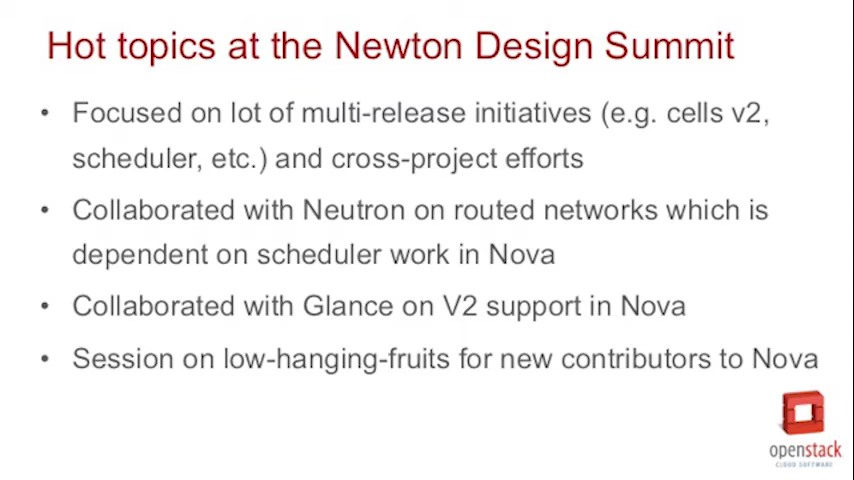 Hot topics at the Newton Design Summit
• Focused on lot of multi-release initiatives (e.g. cells v2,
scheduler, etc.) and cross-project efforts
• Collaborated with Neutron on routed networks which is
dependent on scheduler work in Nova
• Collaborated with Glance on V2 support in Nova
• Session on low-hanging-fruits for new contributors to Nova
openstack
CLOUD SOFTWARE